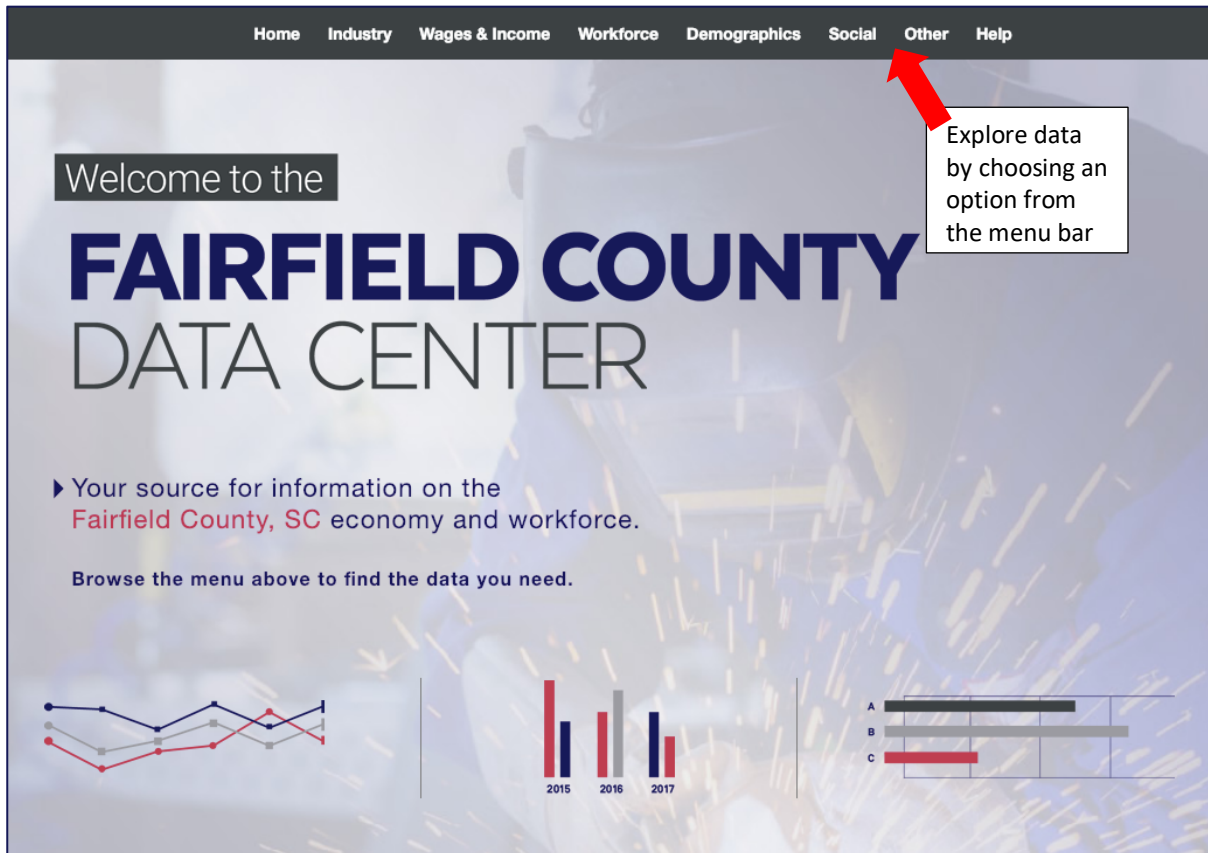 Home Industry Wages & Income Workforce Demographics Social Other Help
Explore data
by choosing an
option from
the menu bar
Welcome to the
FAIRFIELD COUNTY
DATA CENTER
Your source for information on the
Fairfield County, SC economy and workforce.
Browse the menu above to find the data you need.
2015 2016 2017
A
B
C